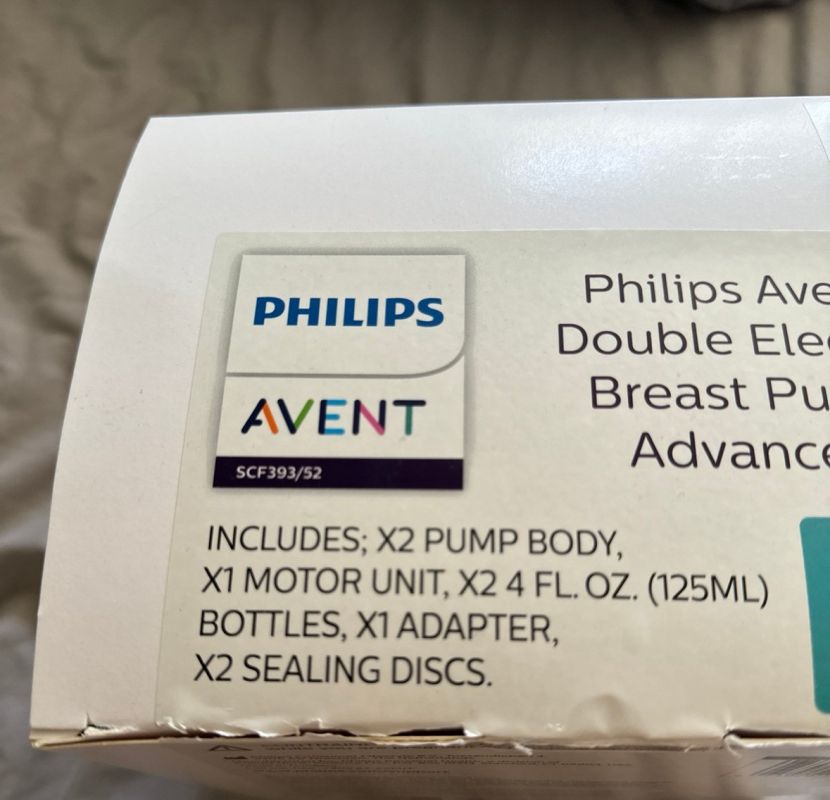 PHILIPS
AVENT
SCF393/52
Philips Ave
Double Elec
Breast Pu
Advance
INCLUDES; X2 PUMP BODY,
X1 MOTOR UNIT, X2 4 FL. OZ. (125ML)
BOTTLES, X1 ADAPTER,
X2 SEALING DISCS.